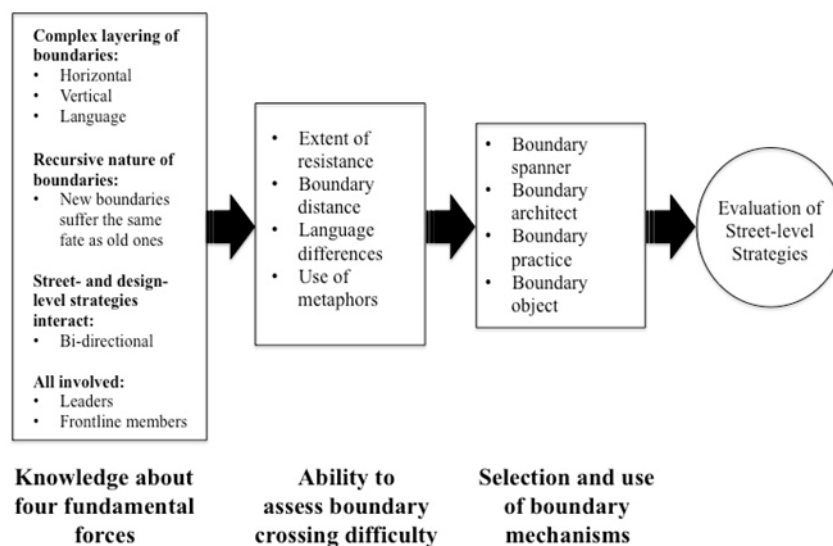 Complex layering of
boundaries:
• Horizontal
• Vertical
• Language
Recursive nature of
boundaries:
• New boundaries
suffer the same
fate as old ones
Street- and design-
level strategies
interact:
• Bi-directional
All involved:
• Leaders
• Frontline members
Knowledge about
four fundamental
forces
• Extent of
resistance
• Boundary
distance
• Language
differences
• Use of
metaphors
Ability to
assess boundary
crossing difficulty
• Boundary
spanner
• Boundary
architect
• Boundary
practice
• Boundary
object
Selection and use
of boundary
mechanisms
Evaluation of
Street-level
Strategies